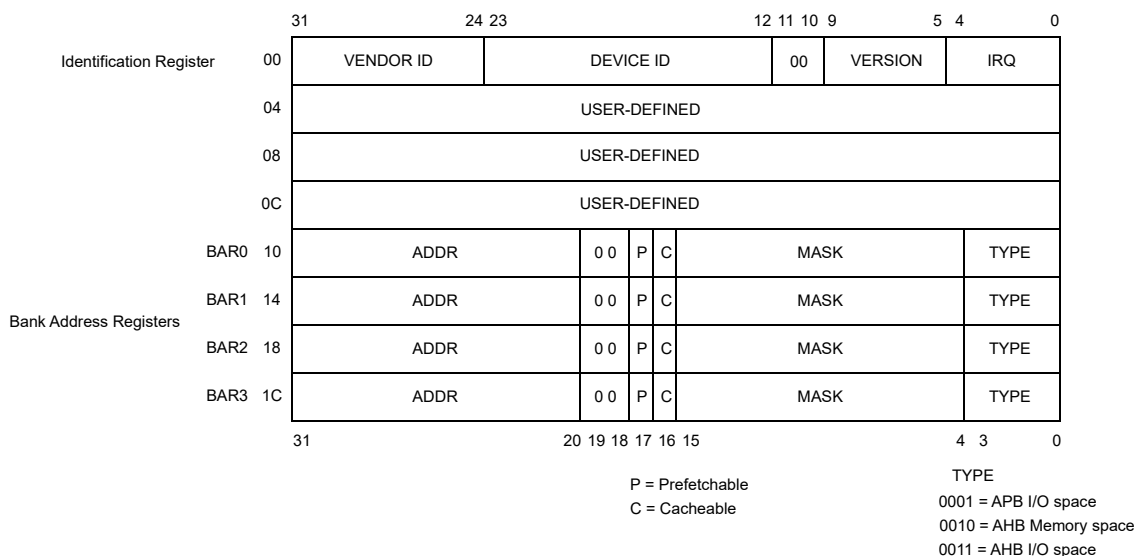 31 24 23 12 11 10 9 5 4 0
Identification Register 00 VENDOR ID DEVICE ID 00 VERSION IRQ
04 USER-DEFINED
08 USER-DEFINED
0C USER-DEFINED
BAR0 10 ADDR 0 0 P C MASK TYPE
BAR1 14 ADDR 0 0 P C MASK TYPE
Bank Address Registers
BAR2 18 ADDR 0 0 P C MASK TYPE
BAR3 1C ADDR 0 0 P C MASK TYPE
31 20 19 18 17 16 15 4 3 0
P = Prefetchable
C = Cacheable
TYPE
0001 = APB I/O space
0010 = AHB Memory space
0011 = AHB I/O space